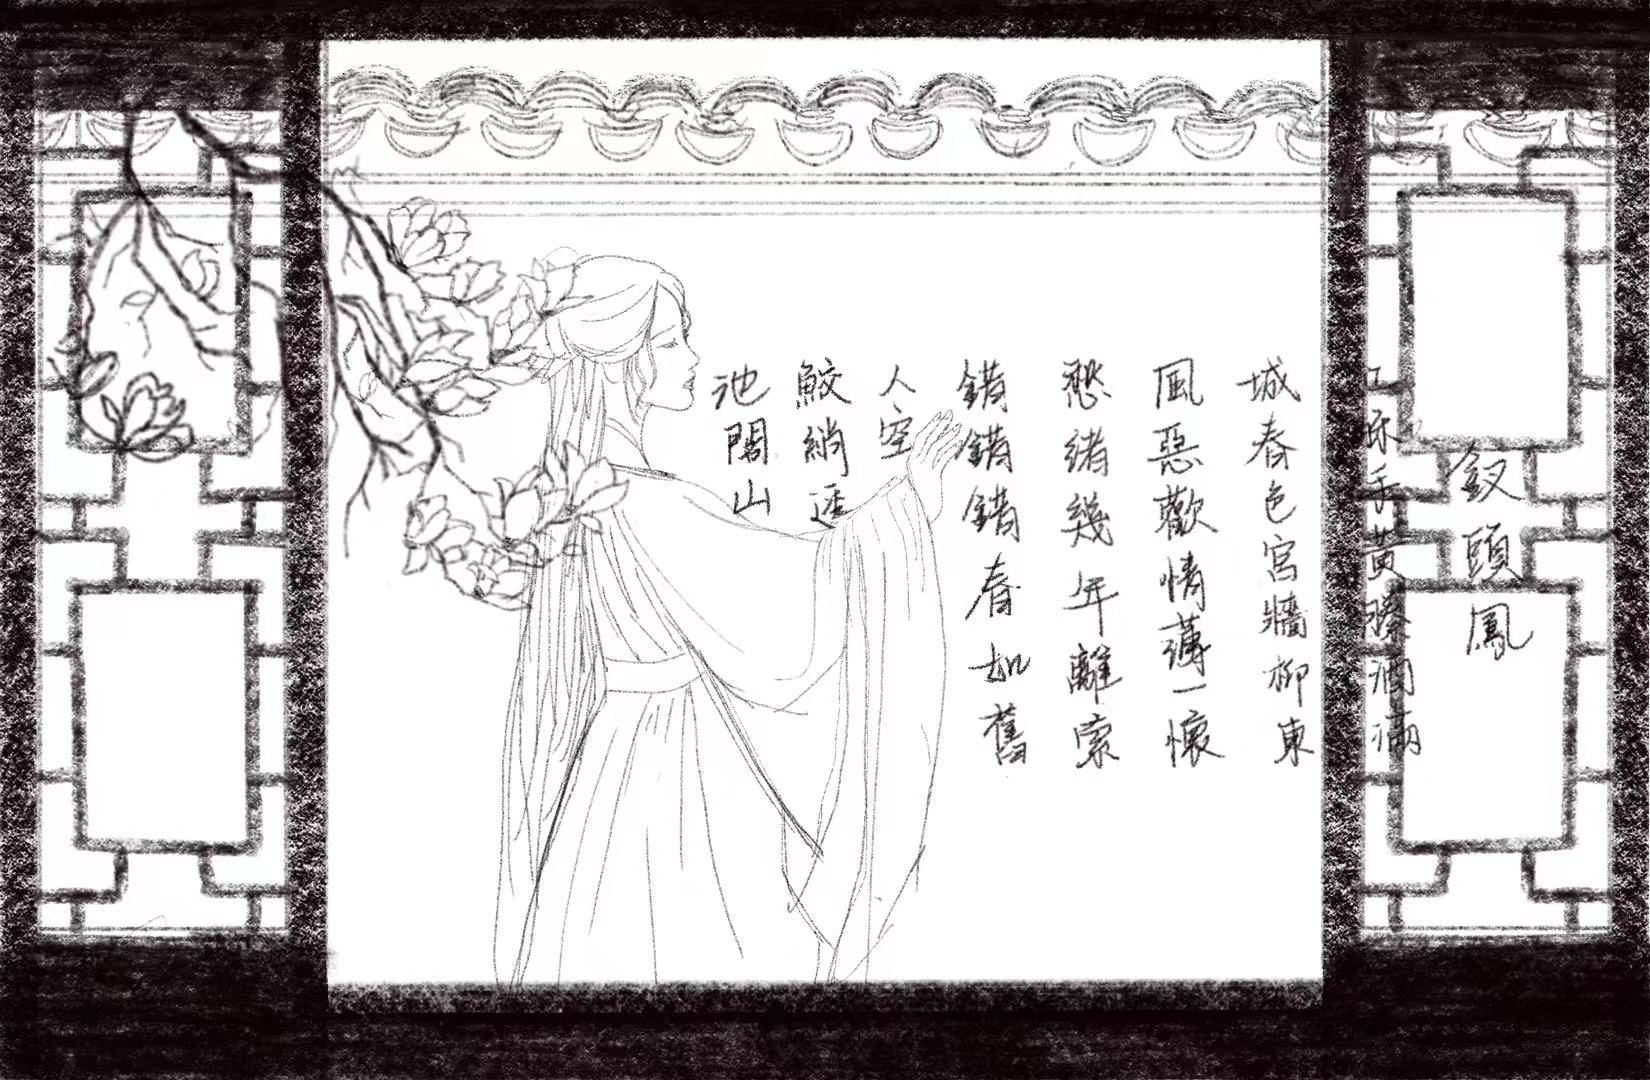 釵頭鳳
紅酥手黃縢酒滿
城春色宮牆柳東
風惡歡情薄一懷
愁緒幾年離索
錯錯錯春如舊
人空
鮫綃透
池閣山